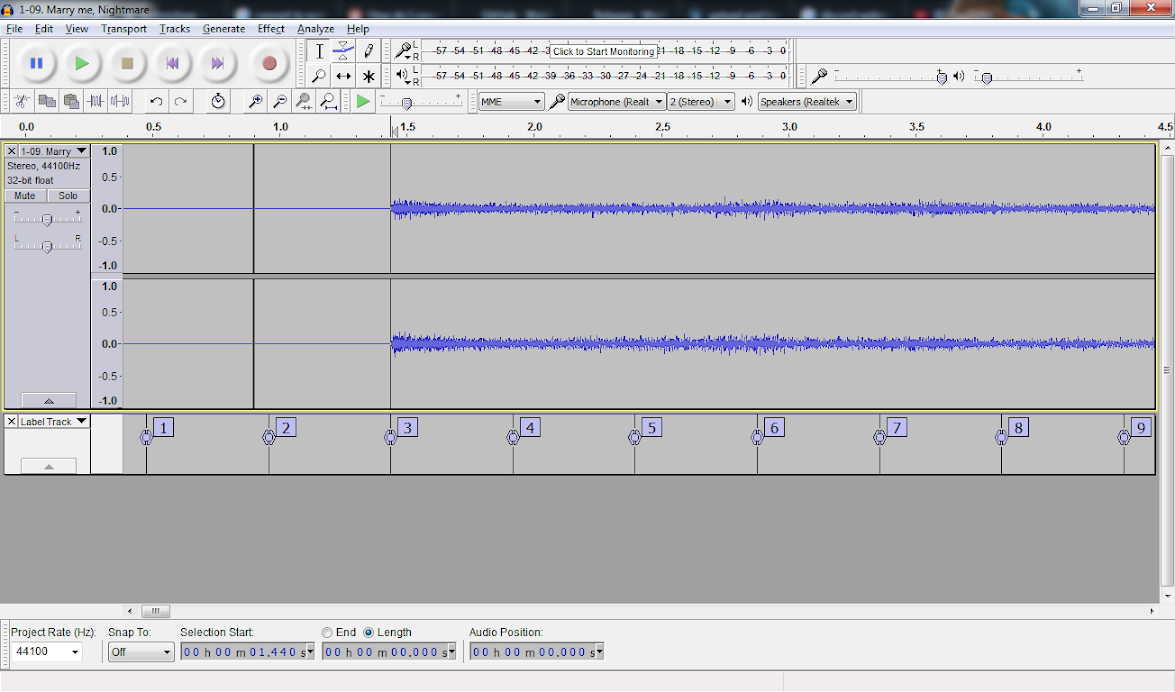 1-09. Marry me, Nightmare
File Edit View Transport Tracks Generate Effect Analyze Help
L -57 -54 -51 -48 -45 -42 -3 Click to Start Monitoring -21 -18 -15 -12 -9 -6 -3 0
R
L -57 -54 -51 -48 -45 -42 -39 -36 -33 -30 -27 -24 -21 -18 -15 -12 -9 -6 -3 0
R
- + - +
- + MME Microphone (Realt 2 (Stereo) Speakers (Realtek
0.0 0.5 1.0 1.5 2.0 2.5 3.0 3.5 4.0 4.5
1-09. Marry 1.0
Stereo, 44100Hz
32-bit float 0.5
Mute Solo
- + 0.0
L R -0.5
-1.0
1.0
0.5
0.0
-0.5
-1.0
Label Track 1 2 3 4 5 6 7 8 9
Project Rate (Hz): Snap To: Selection Start: End Length Audio Position:
44100 Off 00 h 00 m 01.440 s 00 h 00 m 00.000 s 00 h 00 m 00.000 s